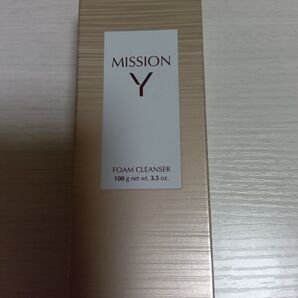 MISSION
Y
FOAM CLEANSER
100 g net wt. 3.5 oz.